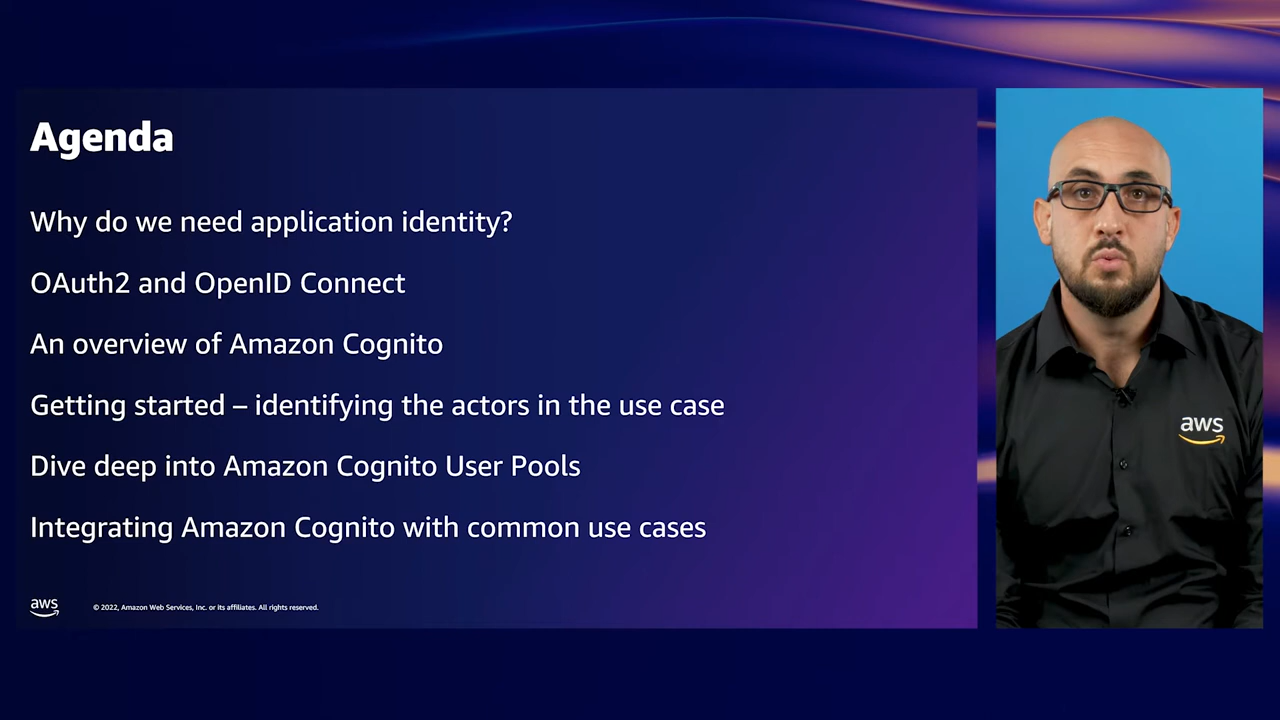 Agenda
Why do we need application identity?
OAuth2 and OpenID Connect
An overview of Amazon Cognito
Getting started – identifying the actors in the use case
Dive deep into Amazon Cognito User Pools
Integrating Amazon Cognito with common use cases
aws
© 2022, Amazon Web Services, Inc. or its affiliates. All rights reserved.
aws